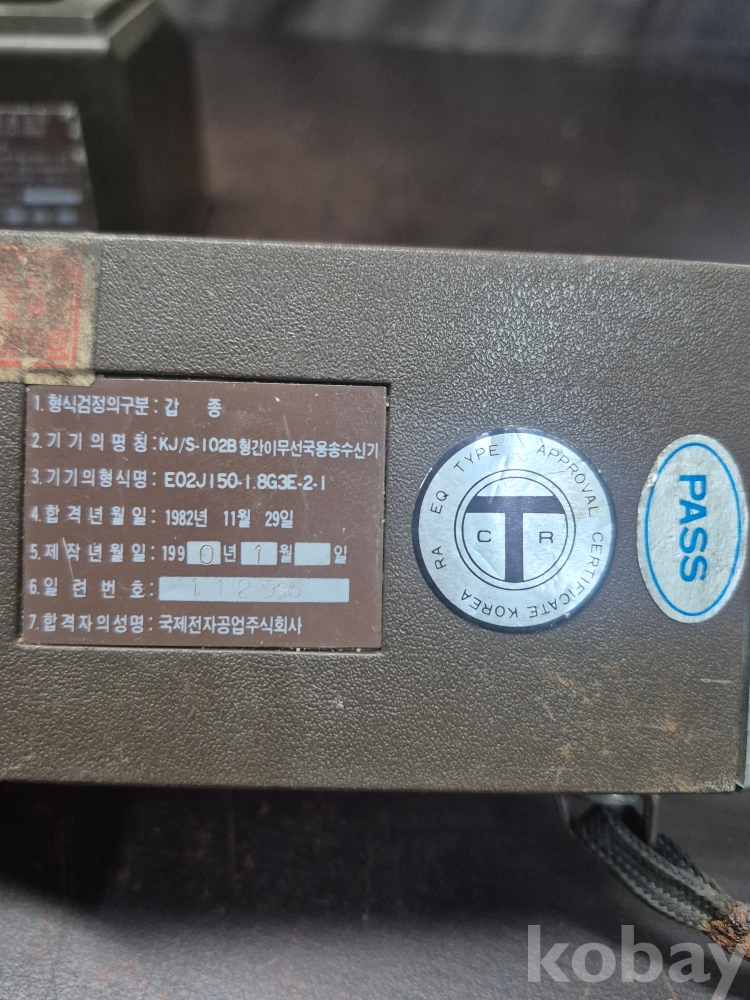 1. 형식검정의구분 : 갑 종
2. 기 기 의 명 칭 : KJ/S-102B형간이무선국용송수신기
3. 기기의형식명 : E02J150-1.8G3E-2-1
4. 합 격 년 월 일 : 1982년 11월 29일
5. 제 작 년 월 일 : 1990년 1월 일
6. 일 련 번 호 : 11295
7. 합격자의성명 : 국제전자공업주식회사
RA EQ TYPE APPROVAL CERTIFICATE KOREA
C T R
PASS
kobay